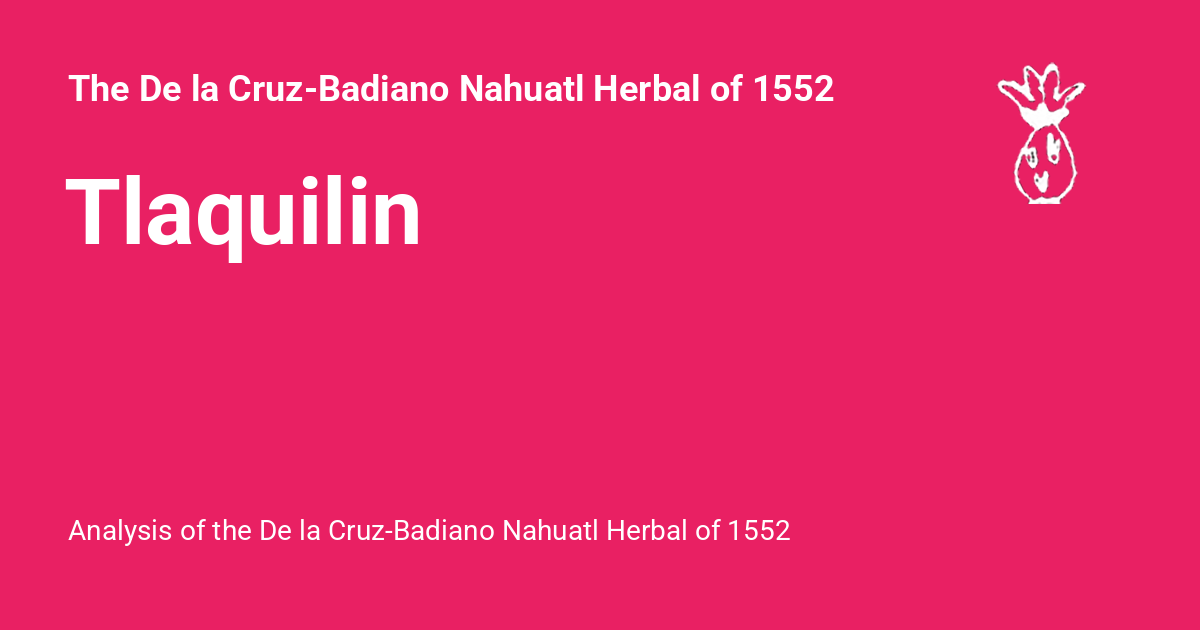 The De la Cruz-Badiano Nahuatl Herbal of 1552
Tlaquilin
Analysis of the De la Cruz-Badiano Nahuatl Herbal of 1552